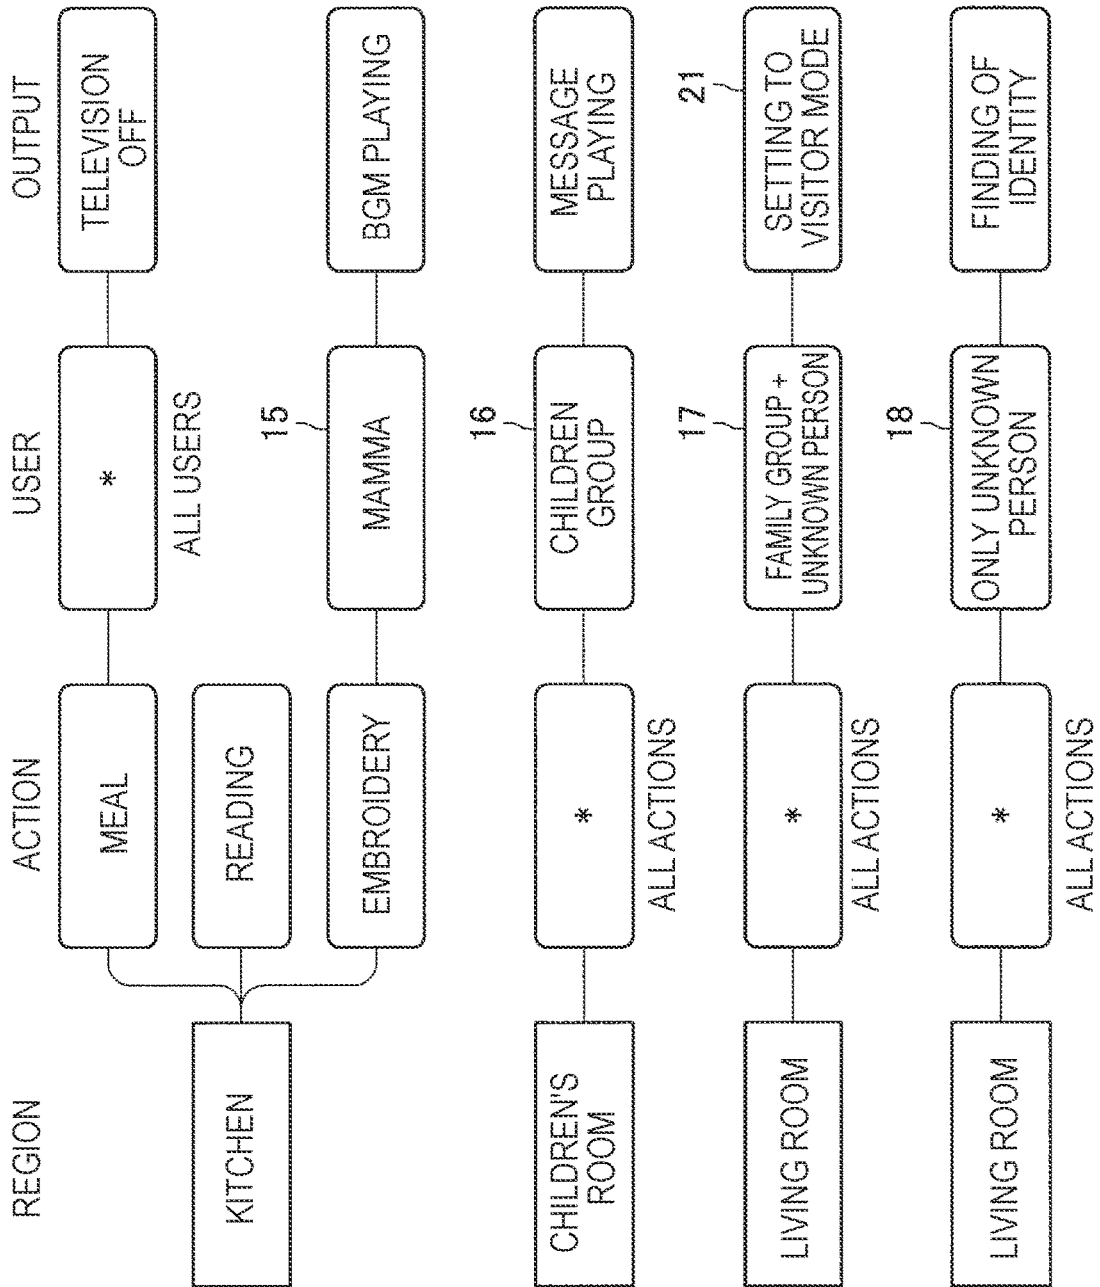 REGION
ACTION
USER
OUTPUT
KITCHEN
MEAL
*
ALL USERS
TELEVISION
OFF
READING
EMBROIDERY
15
MAMMA
BGM PLAYING
CHILDREN'S
ROOM
*
ALL ACTIONS
16
CHILDREN
GROUP
MESSAGE
PLAYING
LIVING ROOM
*
ALL ACTIONS
17
FAMILY GROUP +
UNKNOWN PERSON
21
SETTING TO
VISITOR MODE
LIVING ROOM
*
ALL ACTIONS
18
ONLY UNKNOWN
PERSON
FINDING OF
IDENTITY